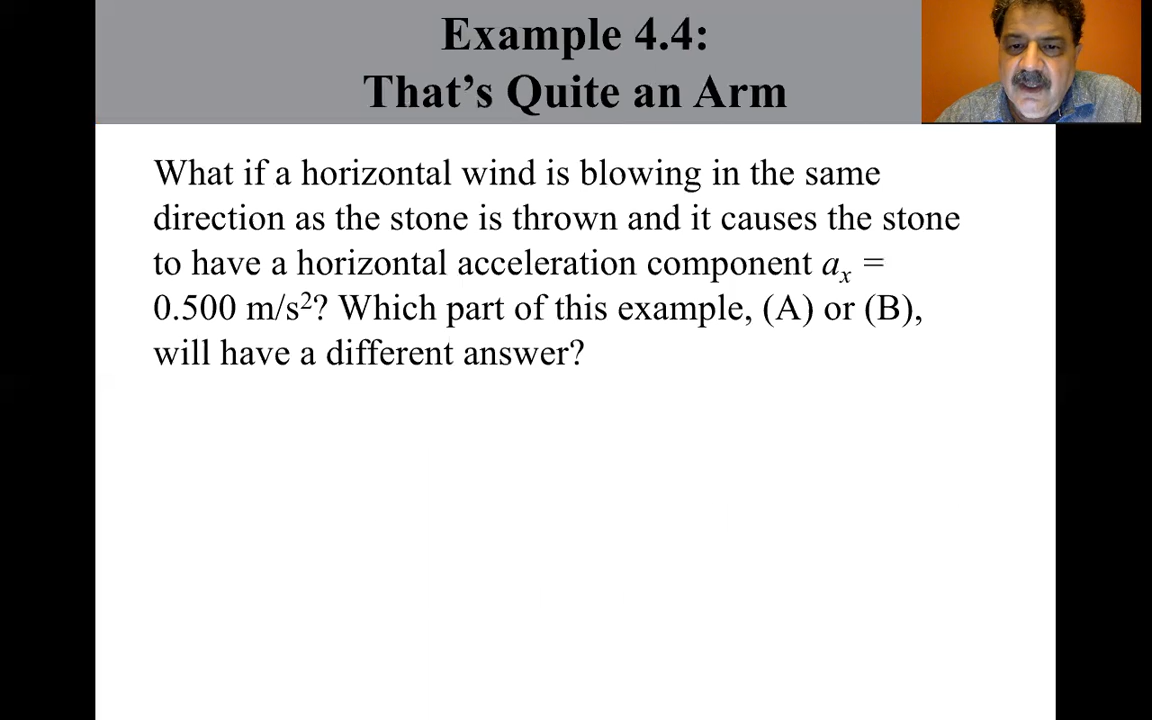 Example 4.4:
That’s Quite an Arm
What if a horizontal wind is blowing in the same
direction as the stone is thrown and it causes the stone
to have a horizontal acceleration component aₓ =
0.500 m/s²? Which part of this example, (A) or (B),
will have a different answer?